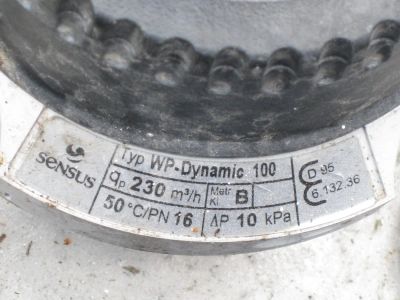 sensus
Typ WP-Dynamic 100
qp 230 m³/h Metr. Kl. B
50 °C/PN 16 ΔP 10 kPa
D 95
6.132.36